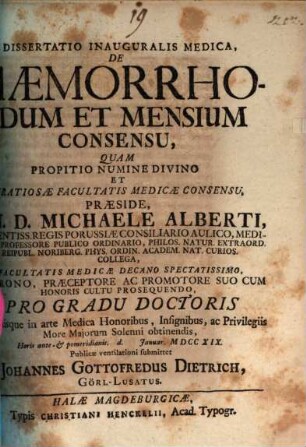 19
DISSERTATIO INAUGURALIS MEDICA,
DE
HÆMORRHO-
DUM ET MENSIUM
CONSENSU,
QUAM
PROPITIO NUMINE DIVINO
ET
GRATIOSÆ FACULTATIS MEDICÆ CONSENSU,
PRÆSIDE,
D. MICHAELE ALBERTI,
ENTISS. REGIS PORUSSIÆ CONSILIARIO AULICO, MEDI-
PROFESSORE PUBLICO ORDINARIO, PHILOS. NATUR. EXTRAORD.
REIPUBL. NORIBERG. PHYS. ORDIN. ACADEM. NAT. CURIOS.
COLLEGA,
FACULTATIS MEDICÆ DECANO SPECTATISSIMO,
RONO, PRÆCEPTORE AC PROMOTORE SUO CUM
HONORIS CULTU PROSEQUENDO,
PRO GRADU DOCTORIS
sque in arte Medica Honoribus, Insignibus, ac Privilegiis
More Majorum Solenni obtinendis,
Horis ante- & pomeridianis. d. Januar. MDCCXIX.
Publicæ ventilationi submittet
JOHANNES GOTTOFREDUS DIETRICH,
GÖRL-LUSATUS.
HALÆ MAGDEBURGICÆ,
Typis CHRISTIANI HENCKELII, Acad. Typogr.